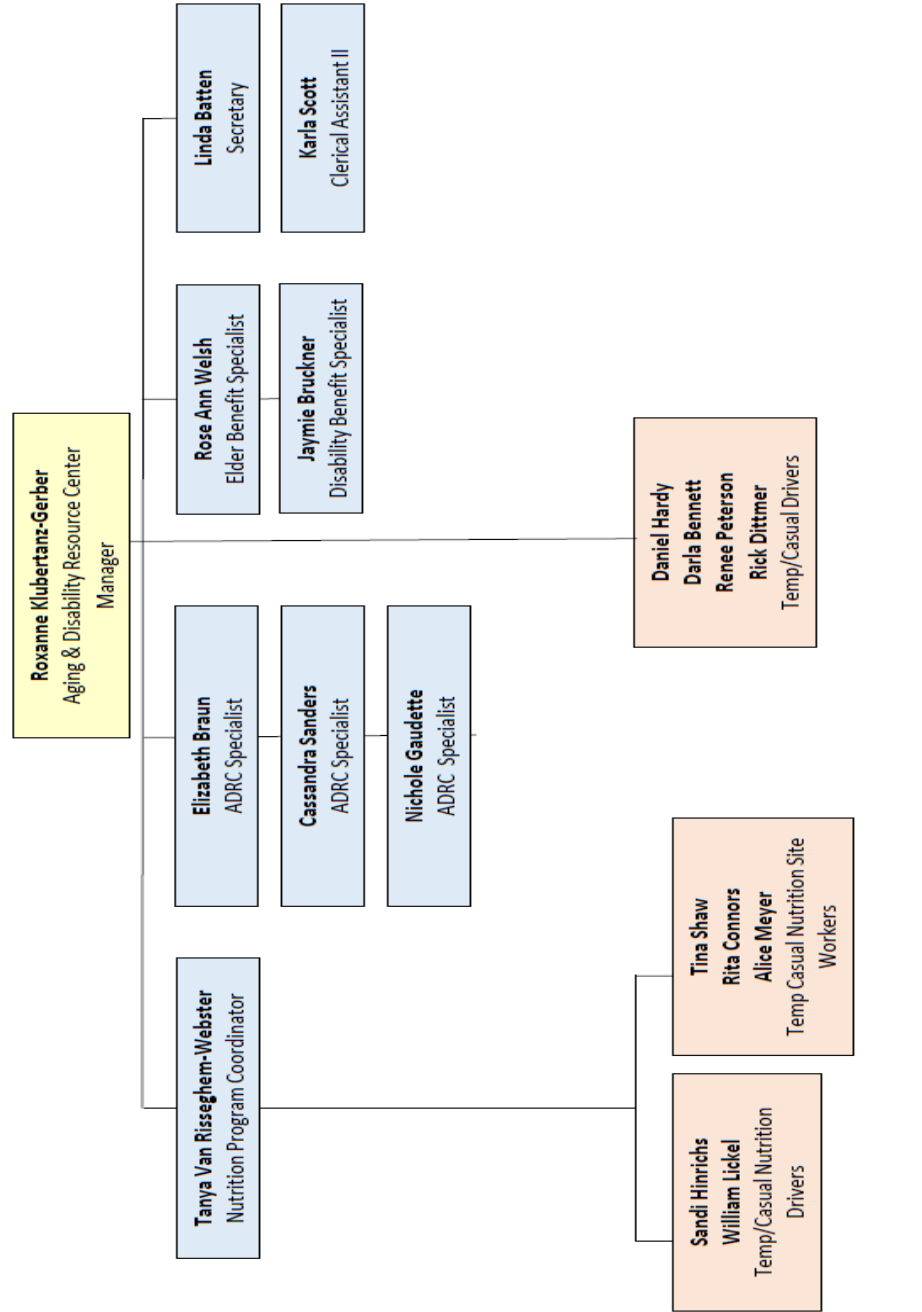 Roxanne Klubertanz-Gerber
Aging & Disability Resource Center
Manager
Tanya Van Risseghem-Webster
Nutrition Program Coordinator
Elizabeth Braun
ADRC Specialist
Cassandra Sanders
ADRC Specialist
Nichole Gaudette
ADRC Specialist
Rose Ann Welsh
Elder Benefit Specialist
Jaymie Bruckner
Disability Benefit Specialist
Linda Batten
Secretary
Karla Scott
Clerical Assistant II
Sandi Hinrichs
William Lickel
Temp/Casual Nutrition
Drivers
Tina Shaw
Rita Connors
Alice Meyer
Temp Casual Nutrition Site
Workers
Daniel Hardy
Darla Bennett
Renee Peterson
Rick Dittmer
Temp/Casual Drivers